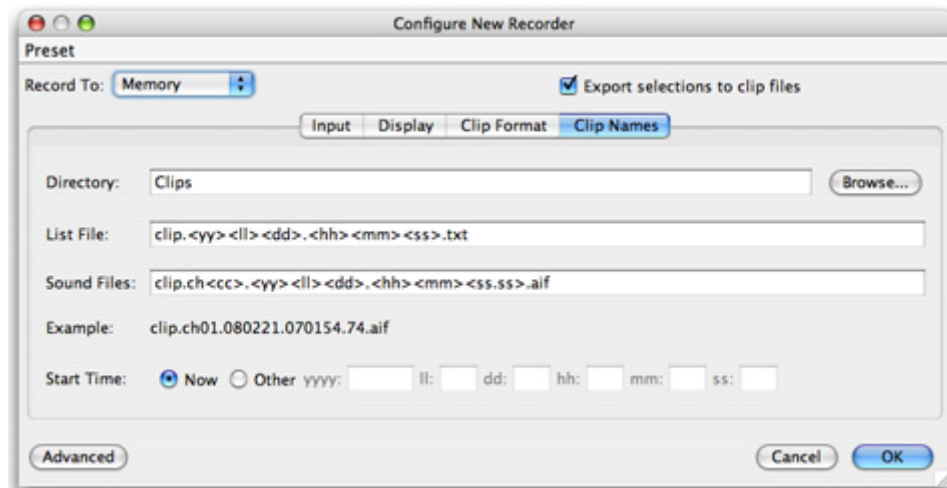 Configure New Recorder
Preset
Record To: Memory Export selections to clip files
Input Display Clip Format Clip Names
Directory: Clips Browse...
List File: clip.<yy><ll><dd>.<hh><mm><ss>.txt
Sound Files: clip.ch<cc>.<yy><ll><dd>.<hh><mm><ss.ss>.aif
Example: clip.ch01.080221.070154.74.aif
Start Time: Now Other yyyy: ll: dd: hh: mm: ss:
Advanced Cancel OK